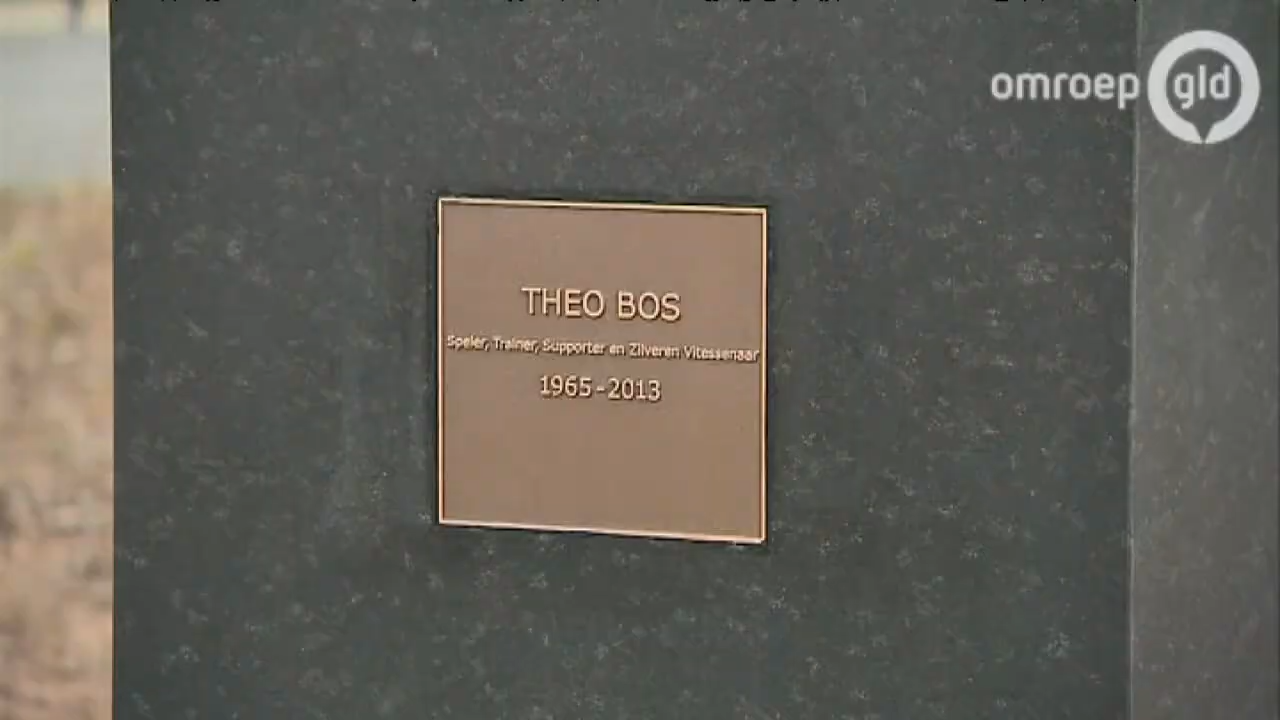 omroep gld
THEO BOS
Speler, Trainer, Supporter en Zilveren Vitessenaar
1965-2013